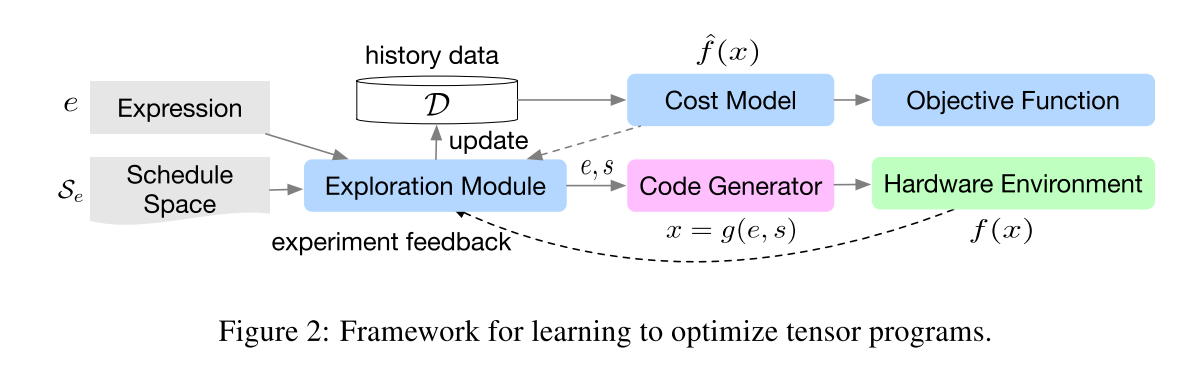 history data
f̂(x)
e
Expression
𝒟
Cost Model
Objective Function
update
𝒮ₑ
Schedule
Space
Exploration Module
e, s
Code Generator
Hardware Environment
experiment feedback
x = g(e, s)
f(x)
Figure 2: Framework for learning to optimize tensor programs.